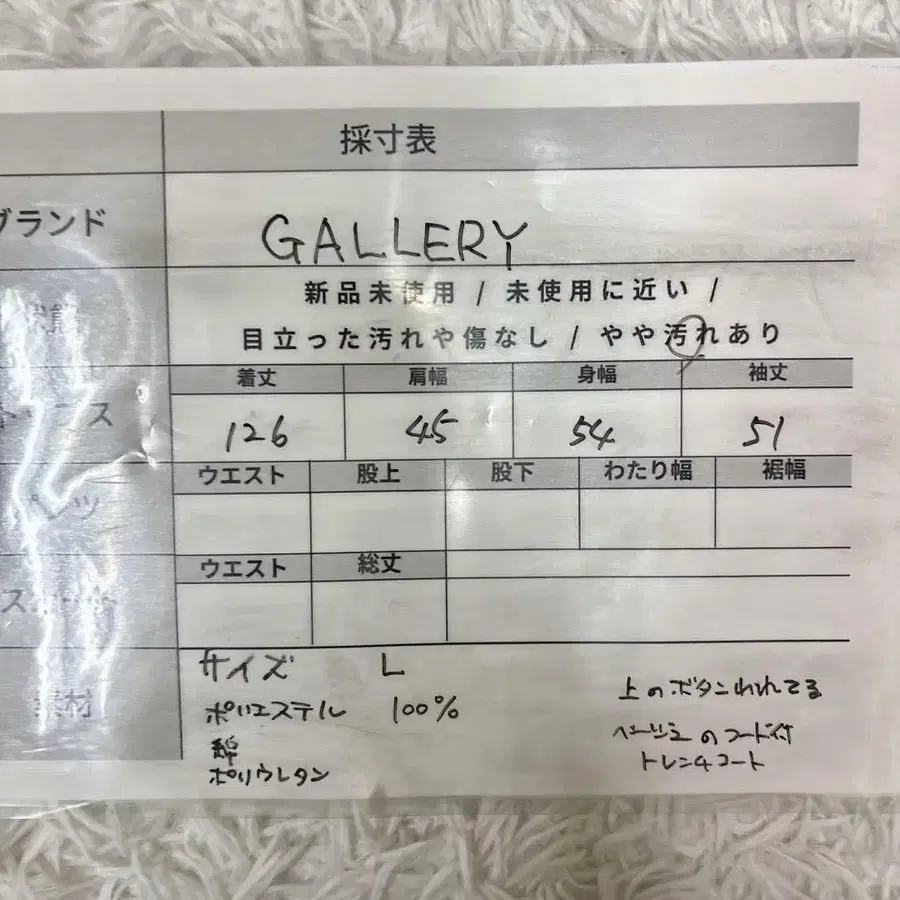 採寸表
ブランド GALLERY
新品未使用 / 未使用に近い /
状態
目立った汚れや傷なし / やや汚れあり
着丈 肩幅 身幅 袖丈
126 45 54 51
ウエスト 股上 股下 わたり幅 裾幅
ウエスト 総丈
サイズ L
素材
ポリエステル 100%
綿
ポリウレタン
上のボタンわれてる
ベージュのフード付
トレンチコート